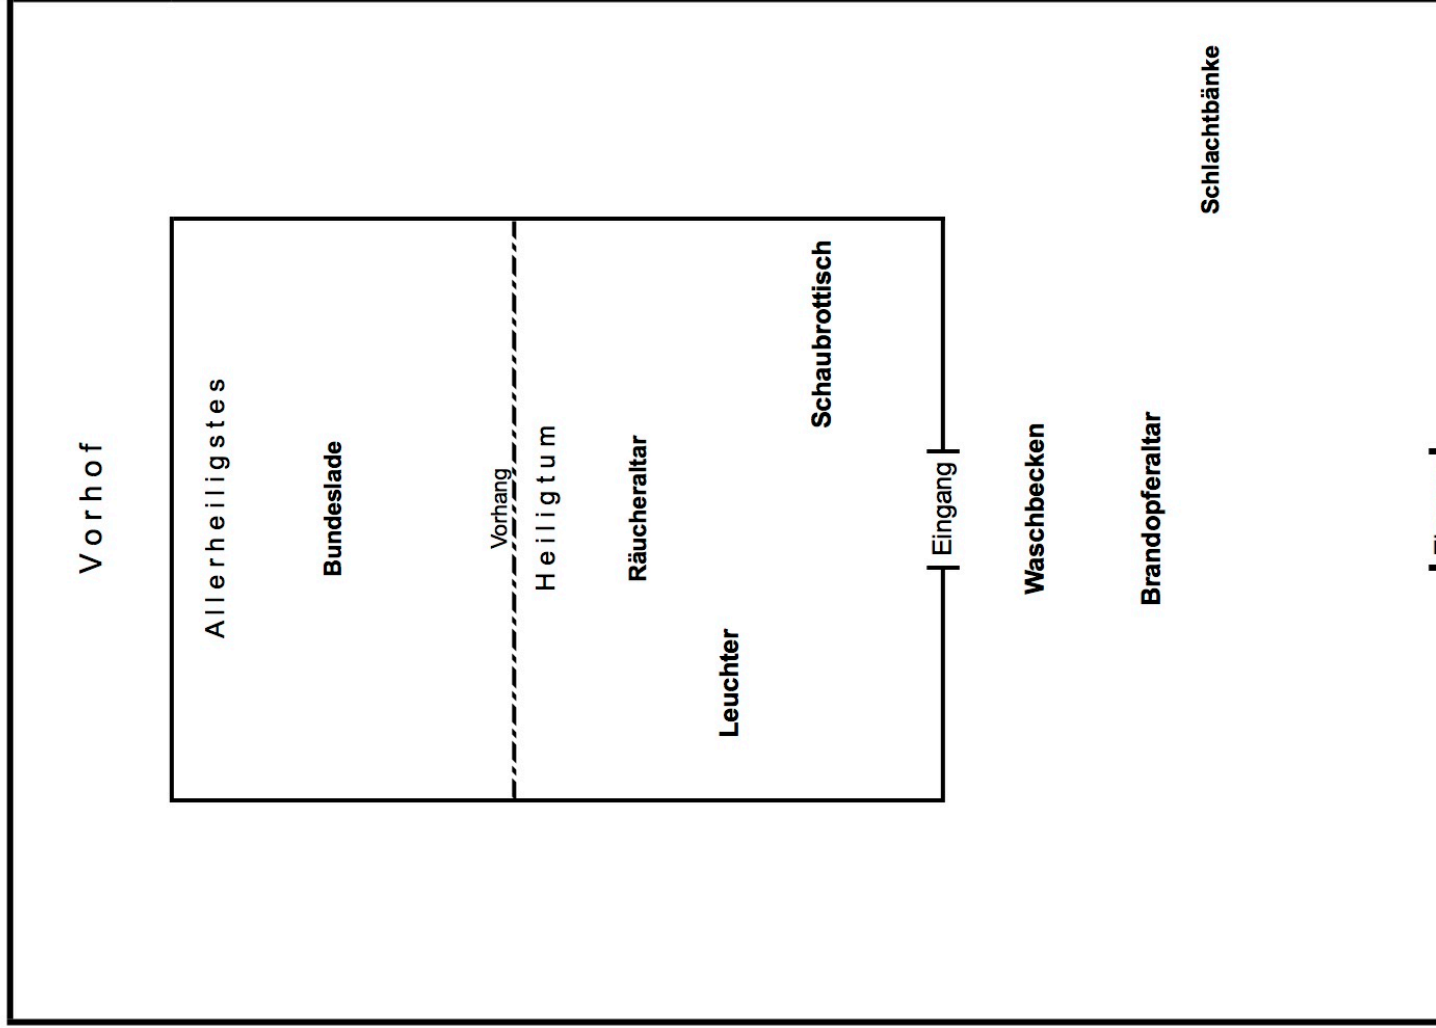 Vorhof
Allerheiligstes
Bundeslade
Vorhang
Heiligtum
Räucheraltar
Leuchter
Schaubrottisch
Eingang
Waschbecken
Brandopferaltar
Schlachtbänke